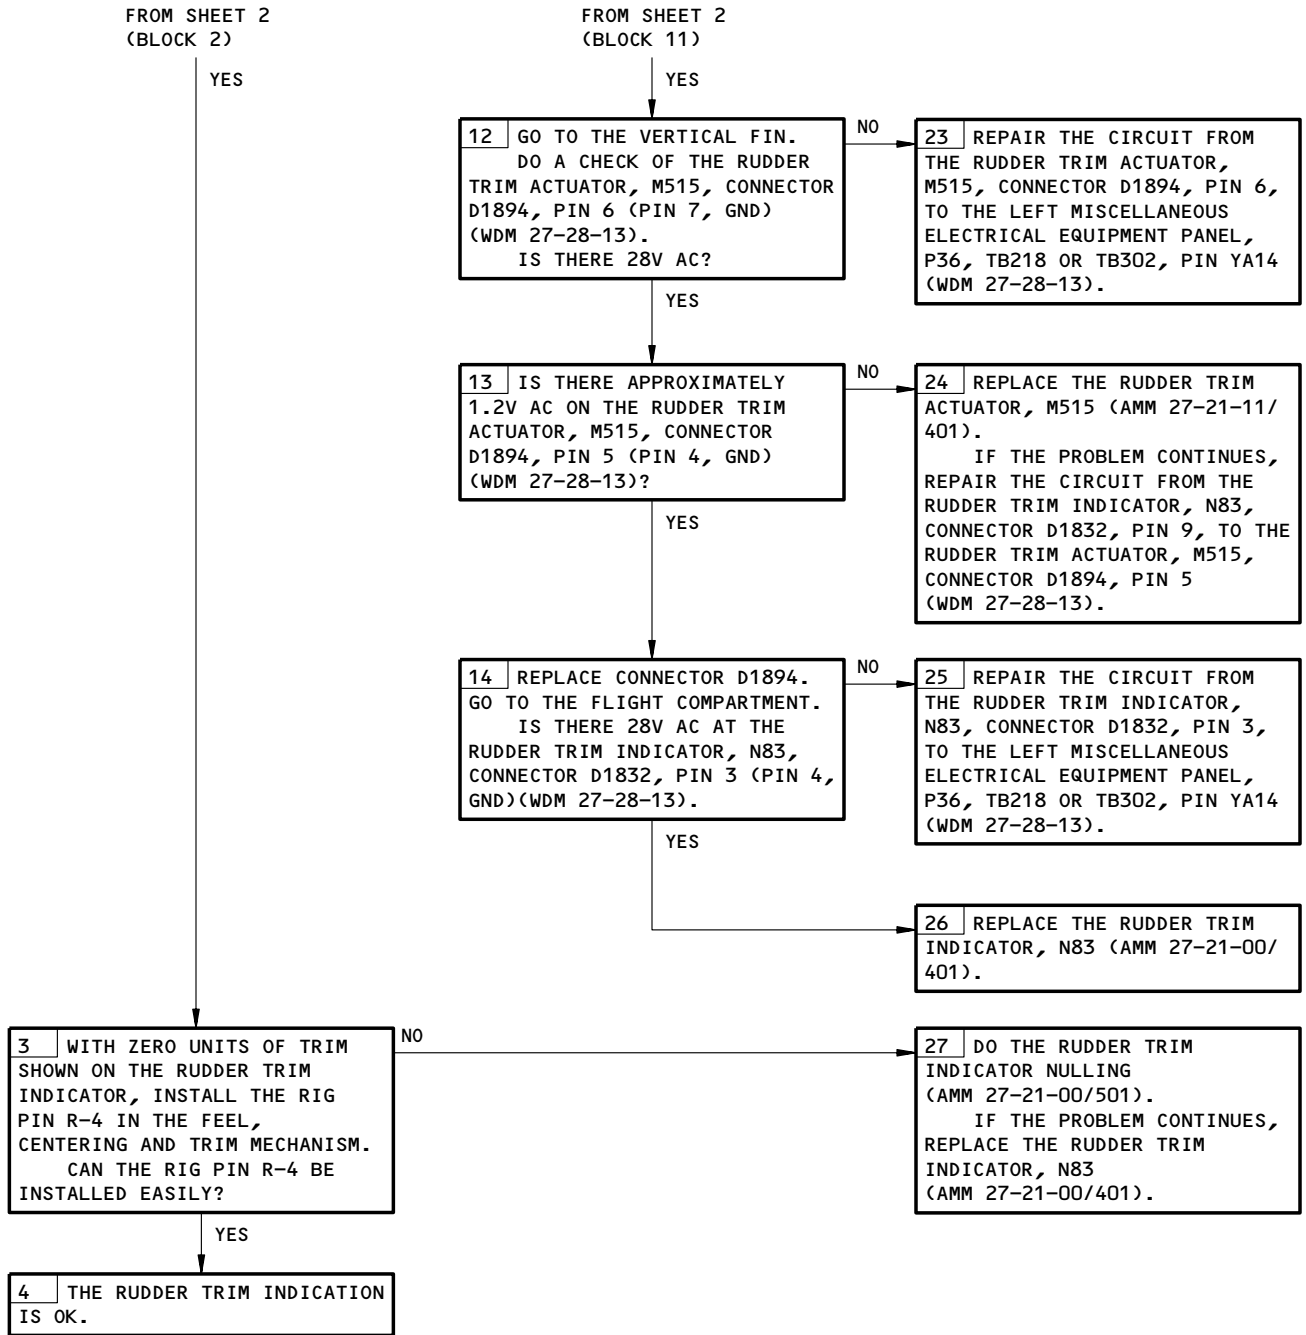 FROM SHEET 2
(BLOCK 2)
YES
FROM SHEET 2
(BLOCK 11)
YES
12 GO TO THE VERTICAL FIN.
DO A CHECK OF THE RUDDER
TRIM ACTUATOR, M515, CONNECTOR
D1894, PIN 6 (PIN 7, GND)
(WDM 27-28-13).
IS THERE 28V AC?
NO
23 REPAIR THE CIRCUIT FROM
THE RUDDER TRIM ACTUATOR,
M515, CONNECTOR D1894, PIN 6,
TO THE LEFT MISCELLANEOUS
ELECTRICAL EQUIPMENT PANEL,
P36, TB218 OR TB302, PIN YA14
(WDM 27-28-13).
YES
13 IS THERE APPROXIMATELY
1.2V AC ON THE RUDDER TRIM
ACTUATOR, M515, CONNECTOR
D1894, PIN 5 (PIN 4, GND)
(WDM 27-28-13)?
NO
24 REPLACE THE RUDDER TRIM
ACTUATOR, M515 (AMM 27-21-11/
401).
IF THE PROBLEM CONTINUES,
REPAIR THE CIRCUIT FROM THE
RUDDER TRIM INDICATOR, N83,
CONNECTOR D1832, PIN 9, TO THE
RUDDER TRIM ACTUATOR, M515,
CONNECTOR D1894, PIN 5
(WDM 27-28-13).
YES
14 REPLACE CONNECTOR D1894.
GO TO THE FLIGHT COMPARTMENT.
IS THERE 28V AC AT THE
RUDDER TRIM INDICATOR, N83,
CONNECTOR D1832, PIN 3 (PIN 4,
GND)(WDM 27-28-13).
NO
25 REPAIR THE CIRCUIT FROM
THE RUDDER TRIM INDICATOR,
N83, CONNECTOR D1832, PIN 3,
TO THE LEFT MISCELLANEOUS
ELECTRICAL EQUIPMENT PANEL,
P36, TB218 OR TB302, PIN YA14
(WDM 27-28-13).
YES
26 REPLACE THE RUDDER TRIM
INDICATOR, N83 (AMM 27-21-00/
401).
3 WITH ZERO UNITS OF TRIM
SHOWN ON THE RUDDER TRIM
INDICATOR, INSTALL THE RIG
PIN R-4 IN THE FEEL,
CENTERING AND TRIM MECHANISM.
CAN THE RIG PIN R-4 BE
INSTALLED EASILY?
NO
27 DO THE RUDDER TRIM
INDICATOR NULLING
(AMM 27-21-00/501).
IF THE PROBLEM CONTINUES,
REPLACE THE RUDDER TRIM
INDICATOR, N83
(AMM 27-21-00/401).
YES
4 THE RUDDER TRIM INDICATION
IS OK.